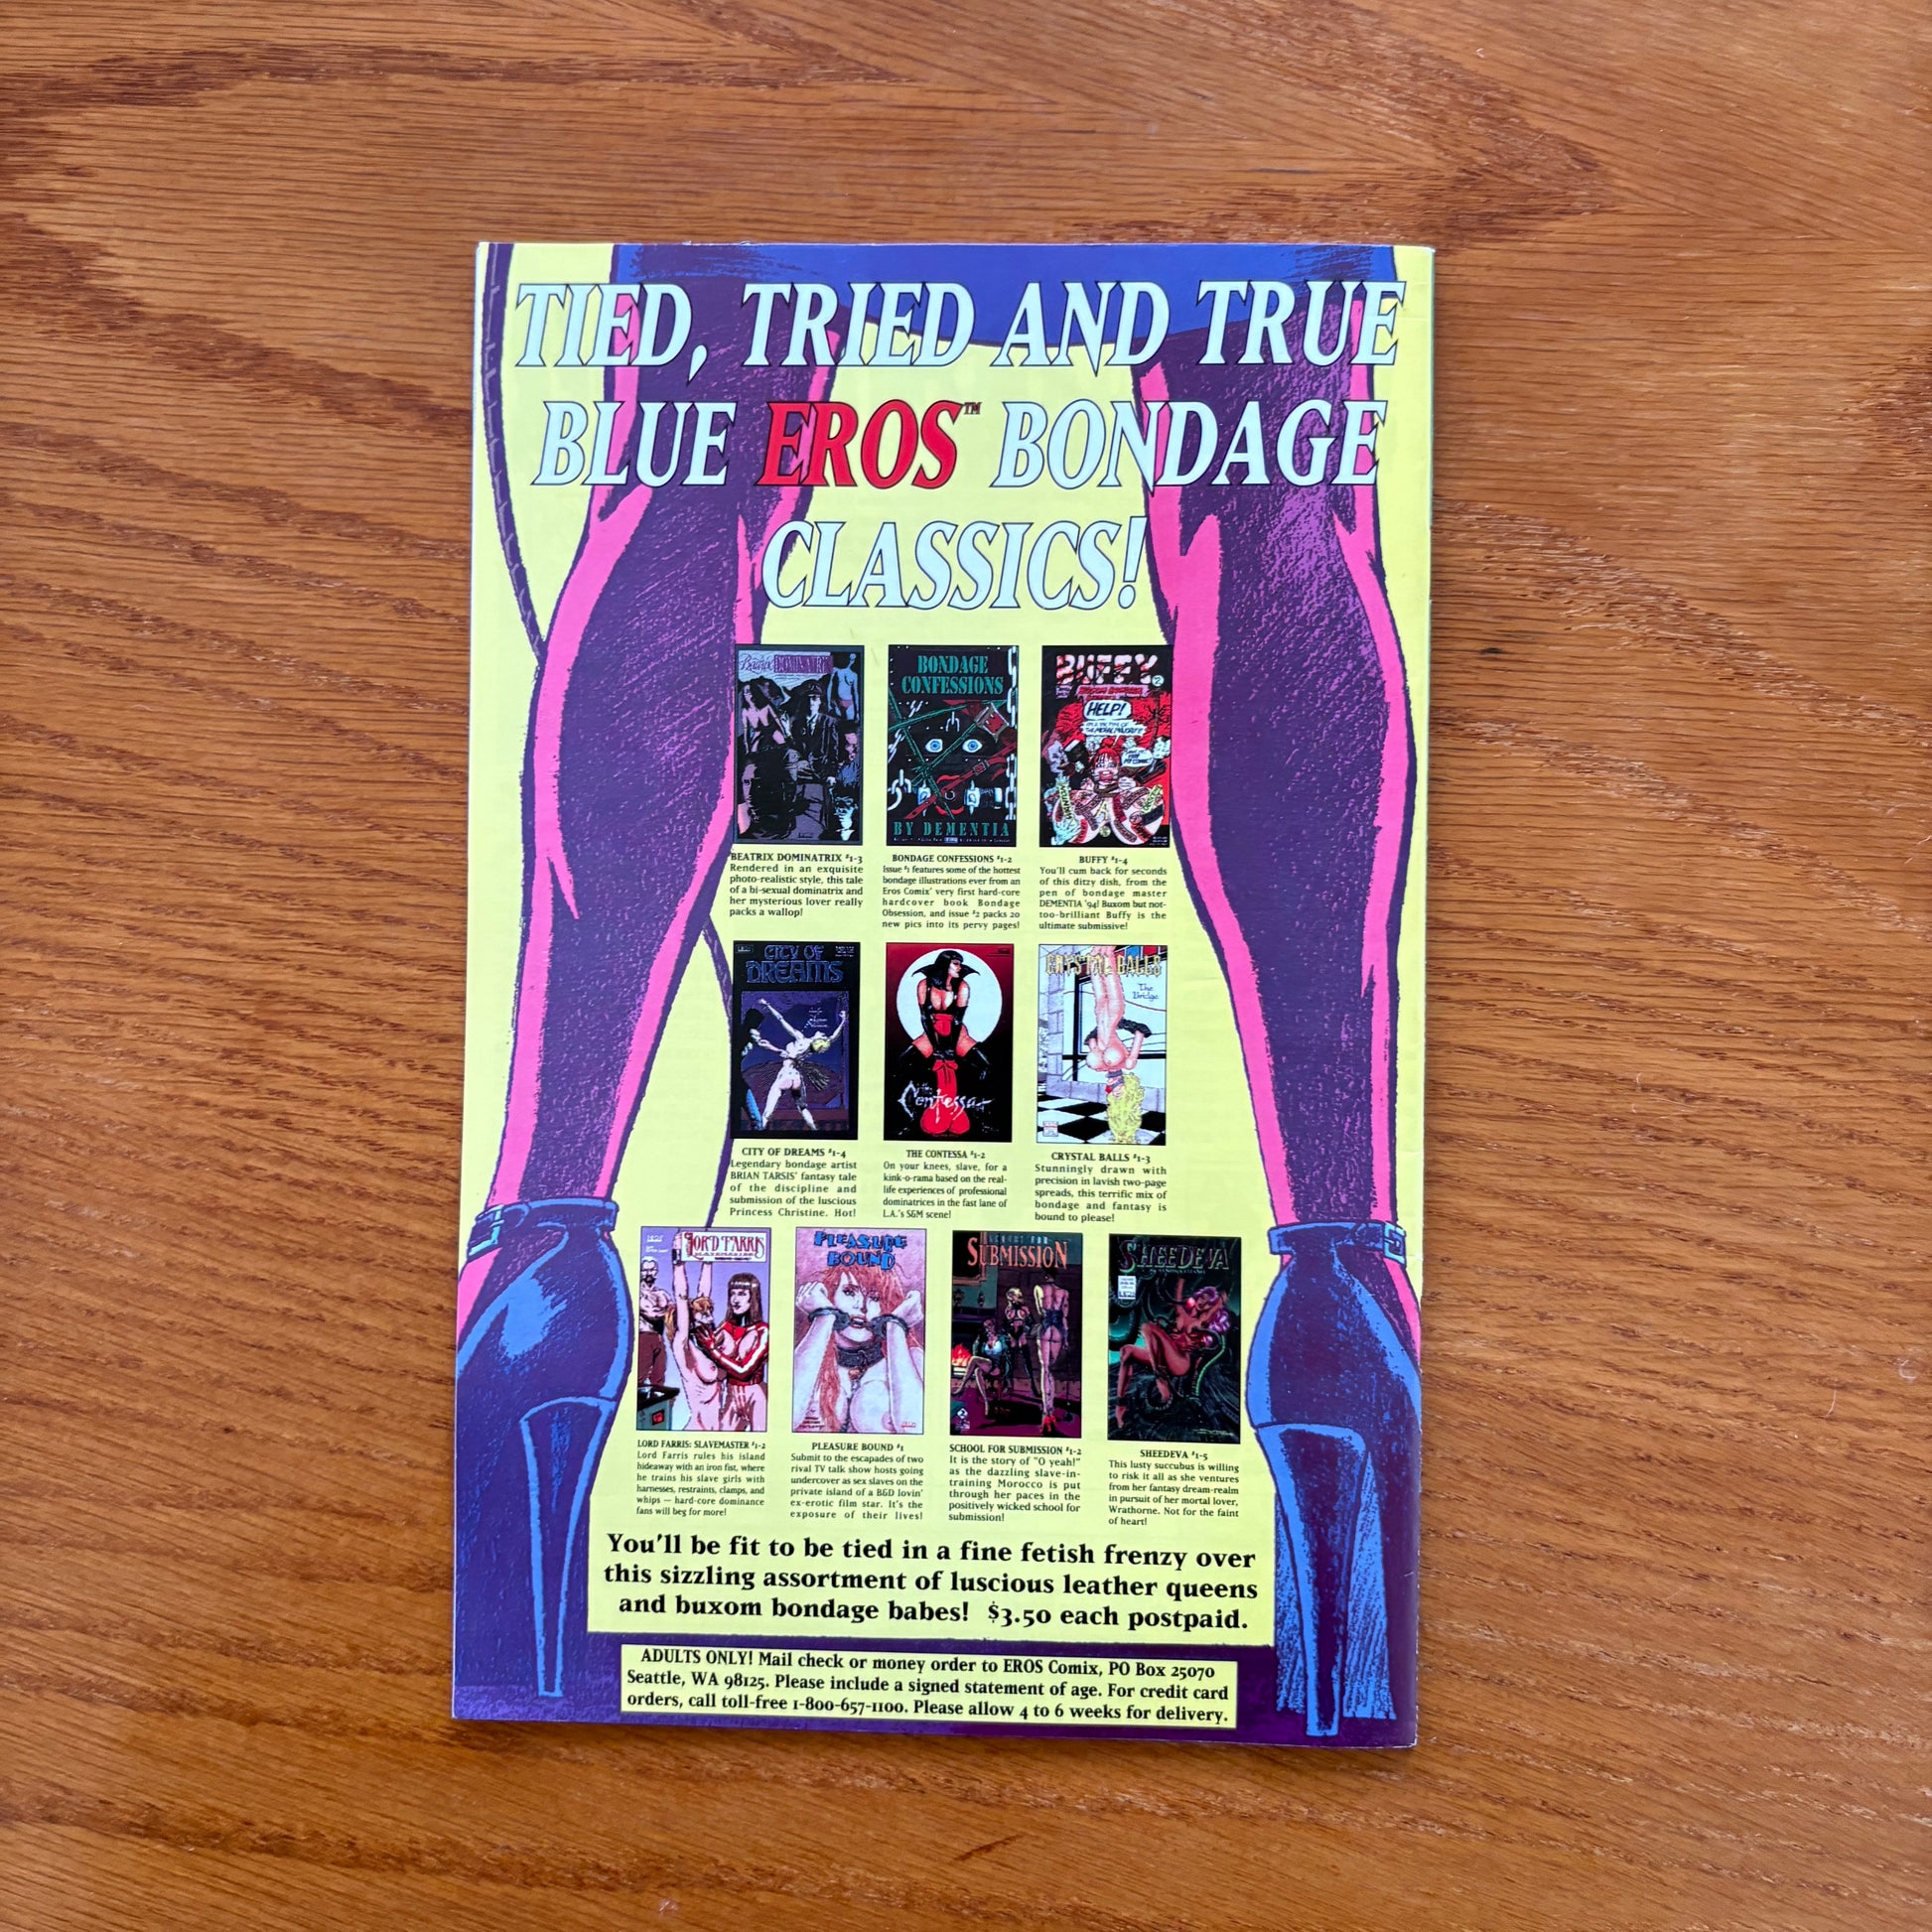 TIED, TRIED AND TRUE
BLUE EROS™ BONDAGE
CLASSICS!
BONDAGE
CONFESSIONS
BY DEMENTIA
BUFFY
HELP!
BEATRIX DOMINATRIX #1-3
Rendered in an exquisite
photo-realistic style, this tale
of a bi-sexual dominatrix and
her mysterious lover really
packs a wallop!
BONDAGE CONFESSIONS #1-2
Issue #1 features some of the hottest
bondage illustrations ever from an
Eros Comix' very first hard-core
hardcover book Bondage
Obsession, and issue #2 packs 20
new pics into its pervy pages!
BUFFY #1-4
You'll cum back for seconds
of this ditzy dish, from the
pen of bondage master
DEMENTIA '94! Buxom but not-
too-brilliant Buffy is the
ultimate submissive!
CITY OF
DREAMS
The
Contessa
CRYSTAL BALLS
The
Bridge
CITY OF DREAMS #1-4
Legendary bondage artist
BRIAN TARSIS' fantasy tale
of the discipline and
submission of the luscious
Princess Christine. Hot!
THE CONTESSA #1-2
On your knees, slave, for a
kink-o-rama based on the real-
life experiences of professional
dominatrices in the fast lane of
L.A.'s S&M scene!
CRYSTAL BALLS #1-3
Stunningly drawn with
precision in lavish two-page
spreads, this terrific mix of
bondage and fantasy is
bound to please!
LORD FARRIS
SLAVEMASTER
PLEASURE
BOUND
SCHOOL FOR
SUBMISSION
SHEEDEVA
LORD FARRIS: SLAVEMASTER #1-2
Lord Farris rules his island
hideaway with an iron fist, where
he trains his slave girls with
harnesses, restraints, clamps, and
whips — hard-core dominance
fans will beg for more!
PLEASURE BOUND #1
Submit to the escapades of two
rival TV talk show hosts going
undercover as sex slaves on the
private island of a B&D lovin'
ex-erotic film star. It's the
exposure of their lives!
SCHOOL FOR SUBMISSION #1-2
It is the story of "O yeah!"
as the dazzling slave-in-
training Morocco is put
through her paces in the
positively wicked school for
submission!
SHEEDEVA #1-5
This lusty succubus is willing
to risk it all as she ventures
from her fantasy dream-realm
in pursuit of her mortal lover,
Wrathorne. Not for the faint
of heart!
You'll be fit to be tied in a fine fetish frenzy over
this sizzling assortment of luscious leather queens
and buxom bondage babes! $3.50 each postpaid.
ADULTS ONLY! Mail check or money order to EROS Comix, PO Box 25070
Seattle, WA 98125. Please include a signed statement of age. For credit card
orders, call toll-free 1-800-657-1100. Please allow 4 to 6 weeks for delivery.